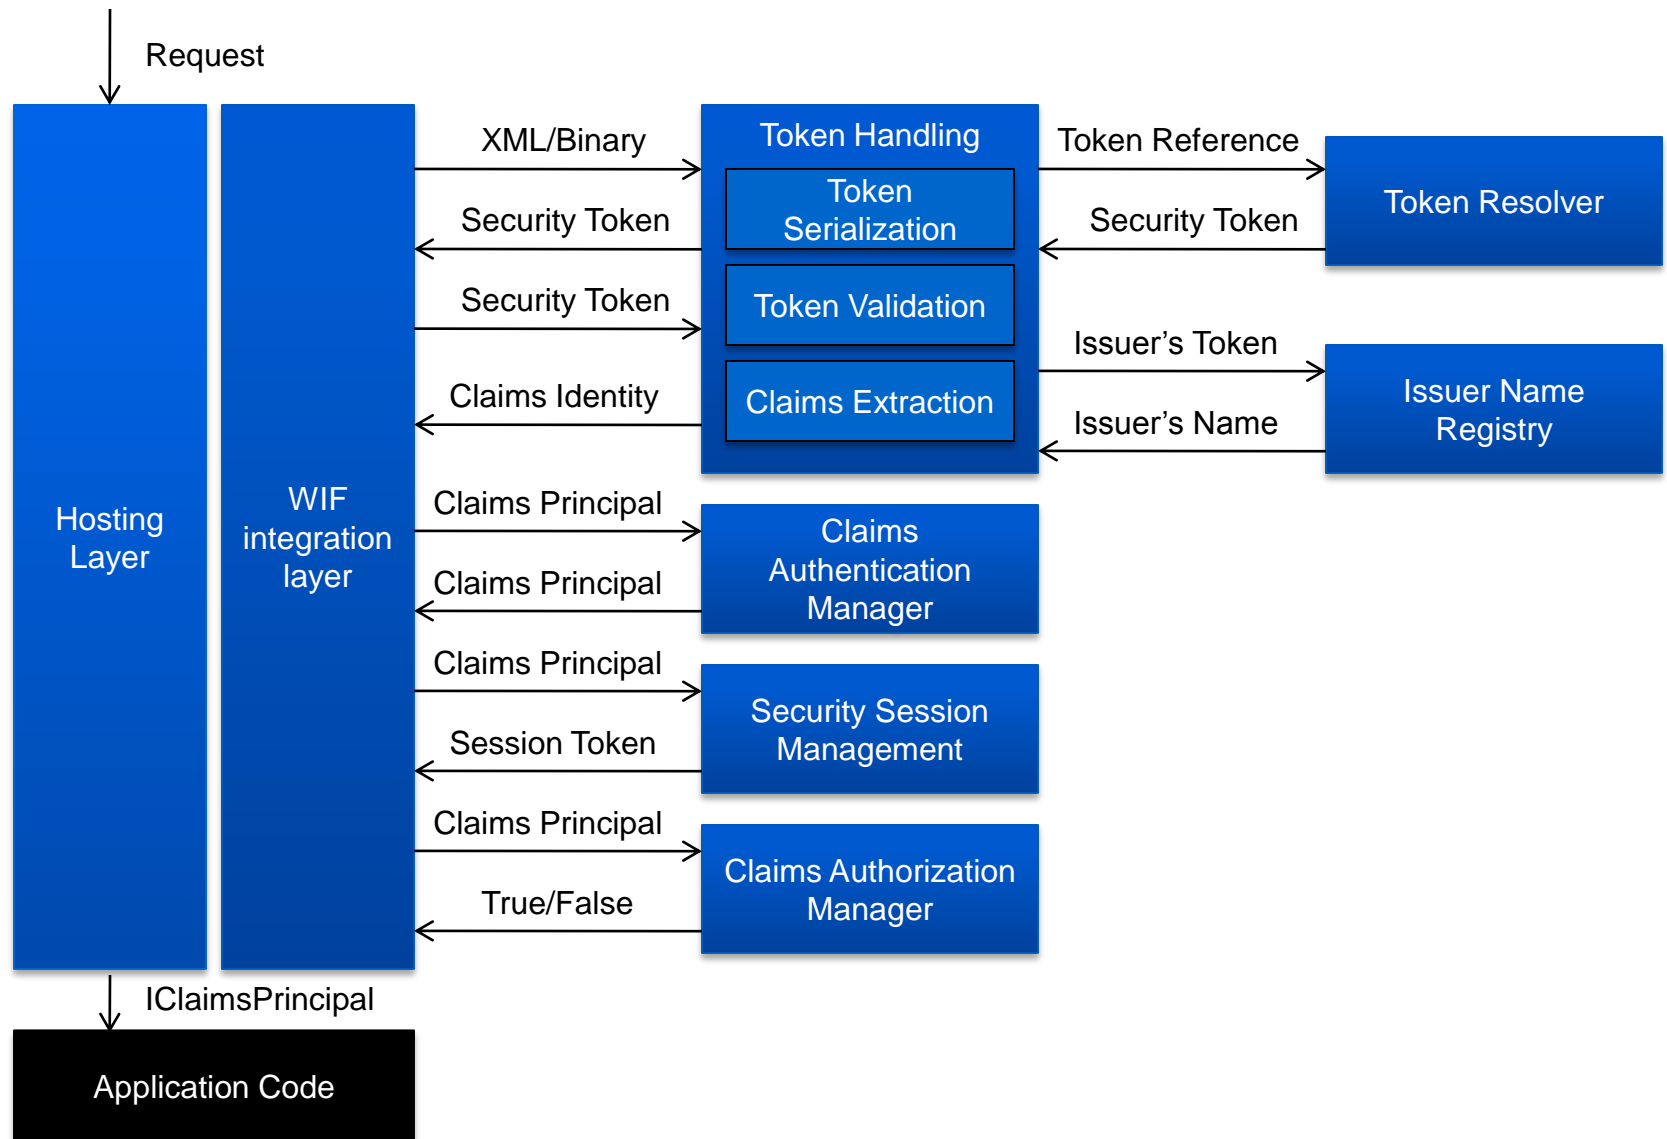 Request
XML/Binary
Token Handling
Token Reference
Token
Serialization
Token Resolver
Security Token
Security Token
Security Token
Token Validation
Issuer’s Token
Claims Identity
Claims Extraction
Issuer Name
Registry
Issuer’s Name
Hosting
Layer
WIF
integration
layer
Claims Principal
Claims
Authentication
Manager
Claims Principal
Claims Principal
Security Session
Management
Session Token
Claims Principal
Claims Authorization
Manager
True/False
IClaimsPrincipal
Application Code